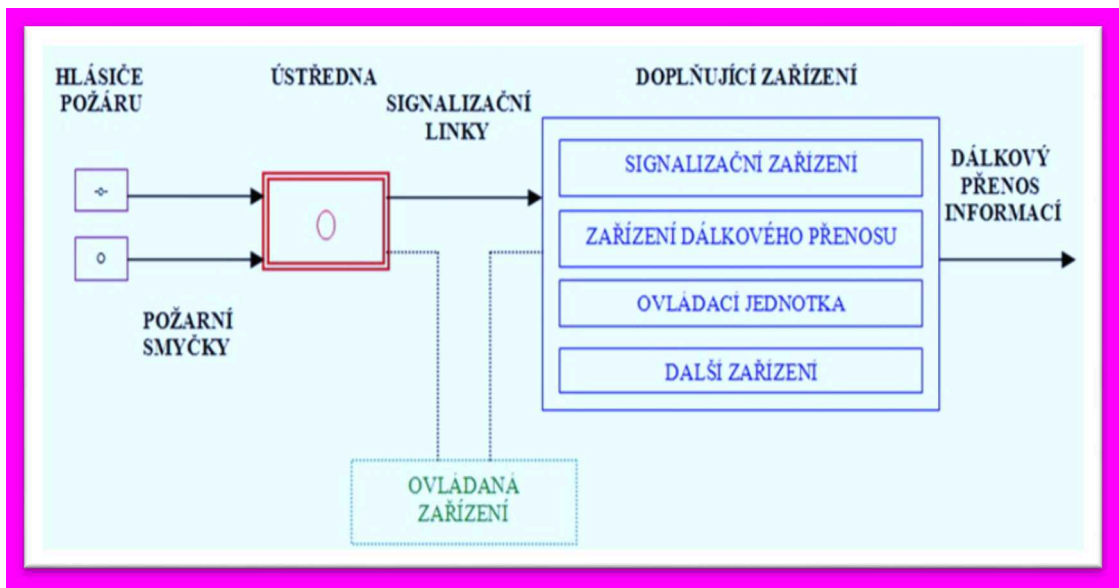 HLÁSIČE
POŽÁRU
ÚSTŘEDNA
SIGNALIZAČNÍ
LINKY
DOPLŇUJÍCÍ ZAŘÍZENÍ
SIGNALIZAČNÍ ZAŘÍZENÍ
ZAŘÍZENÍ DÁLKOVÉHO PŘENOSU
OVLÁDACÍ JEDNOTKA
DALŠÍ ZAŘÍZENÍ
DÁLKOVÝ
PŘENOS
INFORMACÍ
POŽARNÍ
SMYČKY
OVLÁDANÁ
ZAŘÍZENÍ